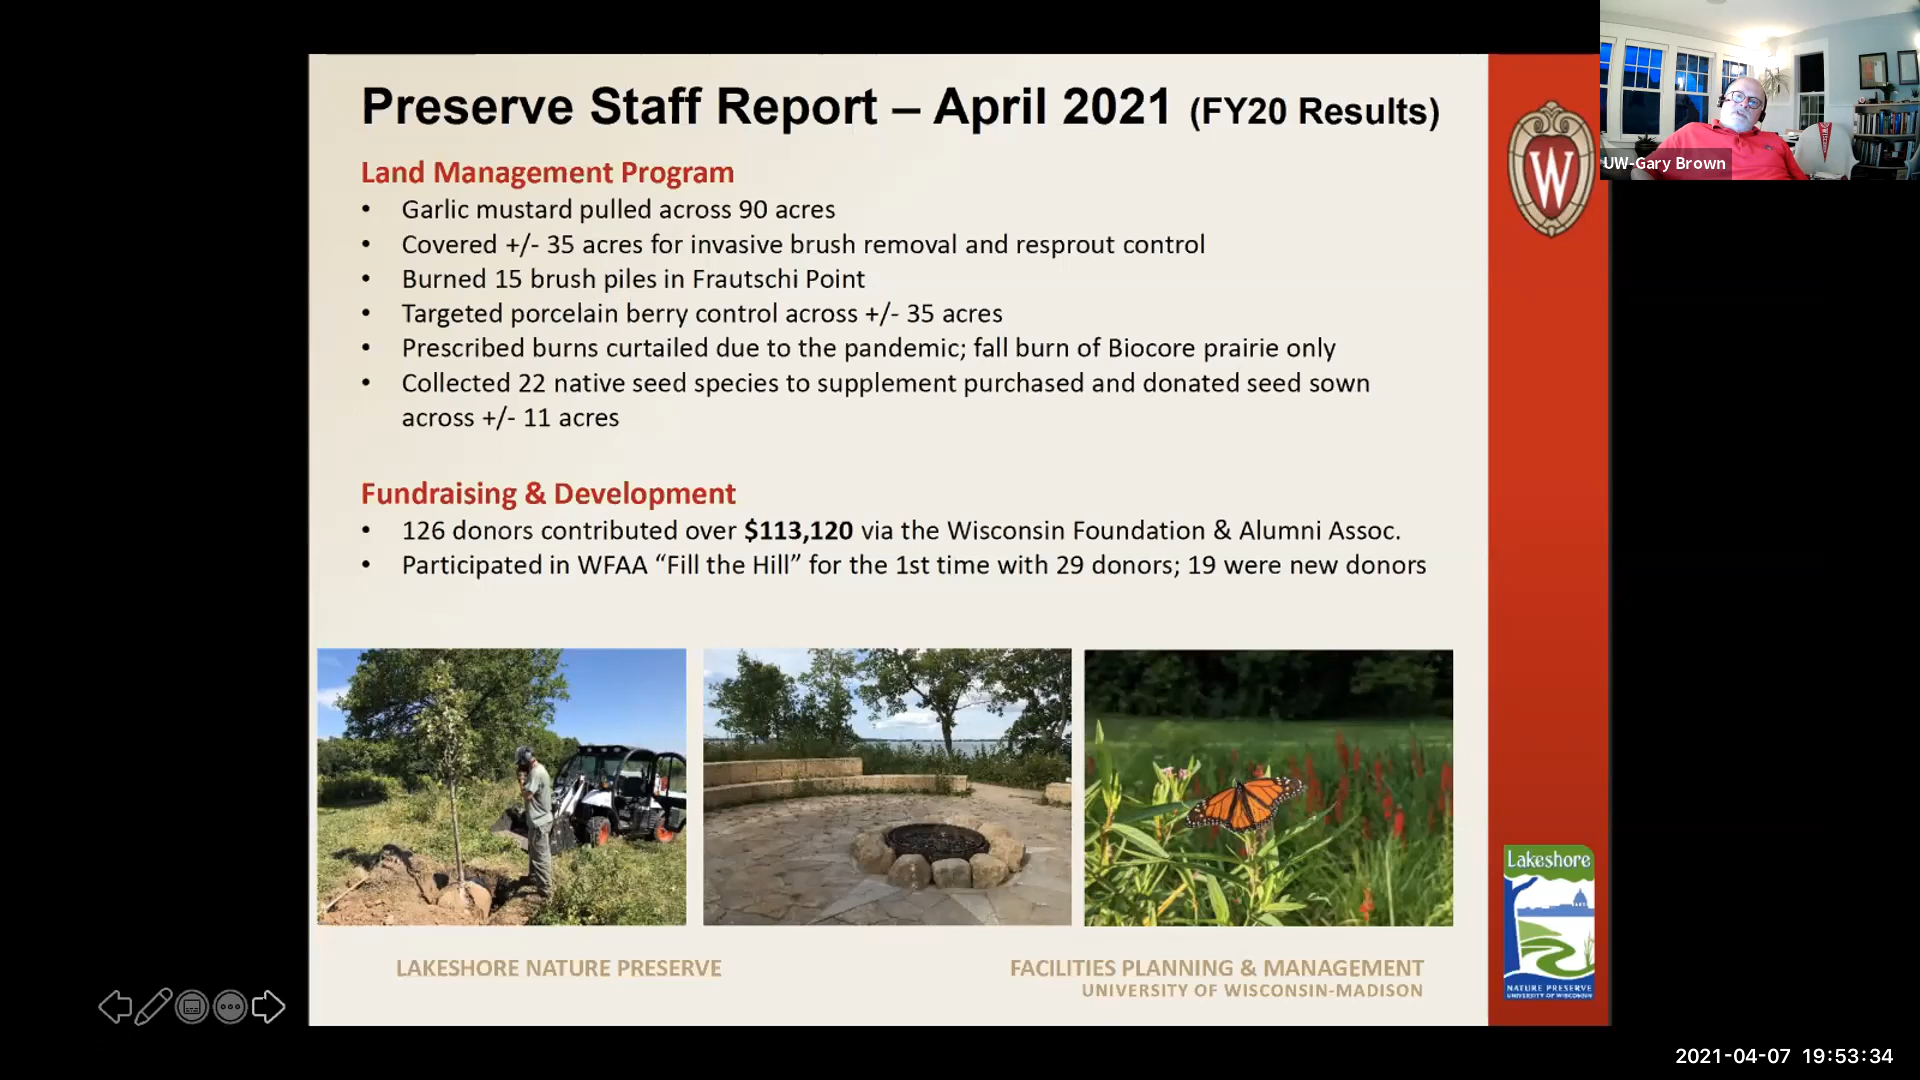 Preserve Staff Report – April 2021 (FY20 Results)
Land Management Program
• Garlic mustard pulled across 90 acres
• Covered +/- 35 acres for invasive brush removal and resprout control
• Burned 15 brush piles in Frautschi Point
• Targeted porcelain berry control across +/- 35 acres
• Prescribed burns curtailed due to the pandemic; fall burn of Biocore prairie only
• Collected 22 native seed species to supplement purchased and donated seed sown
across +/- 11 acres
Fundraising & Development
• 126 donors contributed over $113,120 via the Wisconsin Foundation & Alumni Assoc.
• Participated in WFAA “Fill the Hill” for the 1st time with 29 donors; 19 were new donors
LAKESHORE NATURE PRESERVE
FACILITIES PLANNING & MANAGEMENT
UNIVERSITY OF WISCONSIN-MADISON
W
UW-Gary Brown
Lakeshore
NATURE PRESERVE
UNIVERSITY OF WISCONSIN
2021-04-07 19:53:34